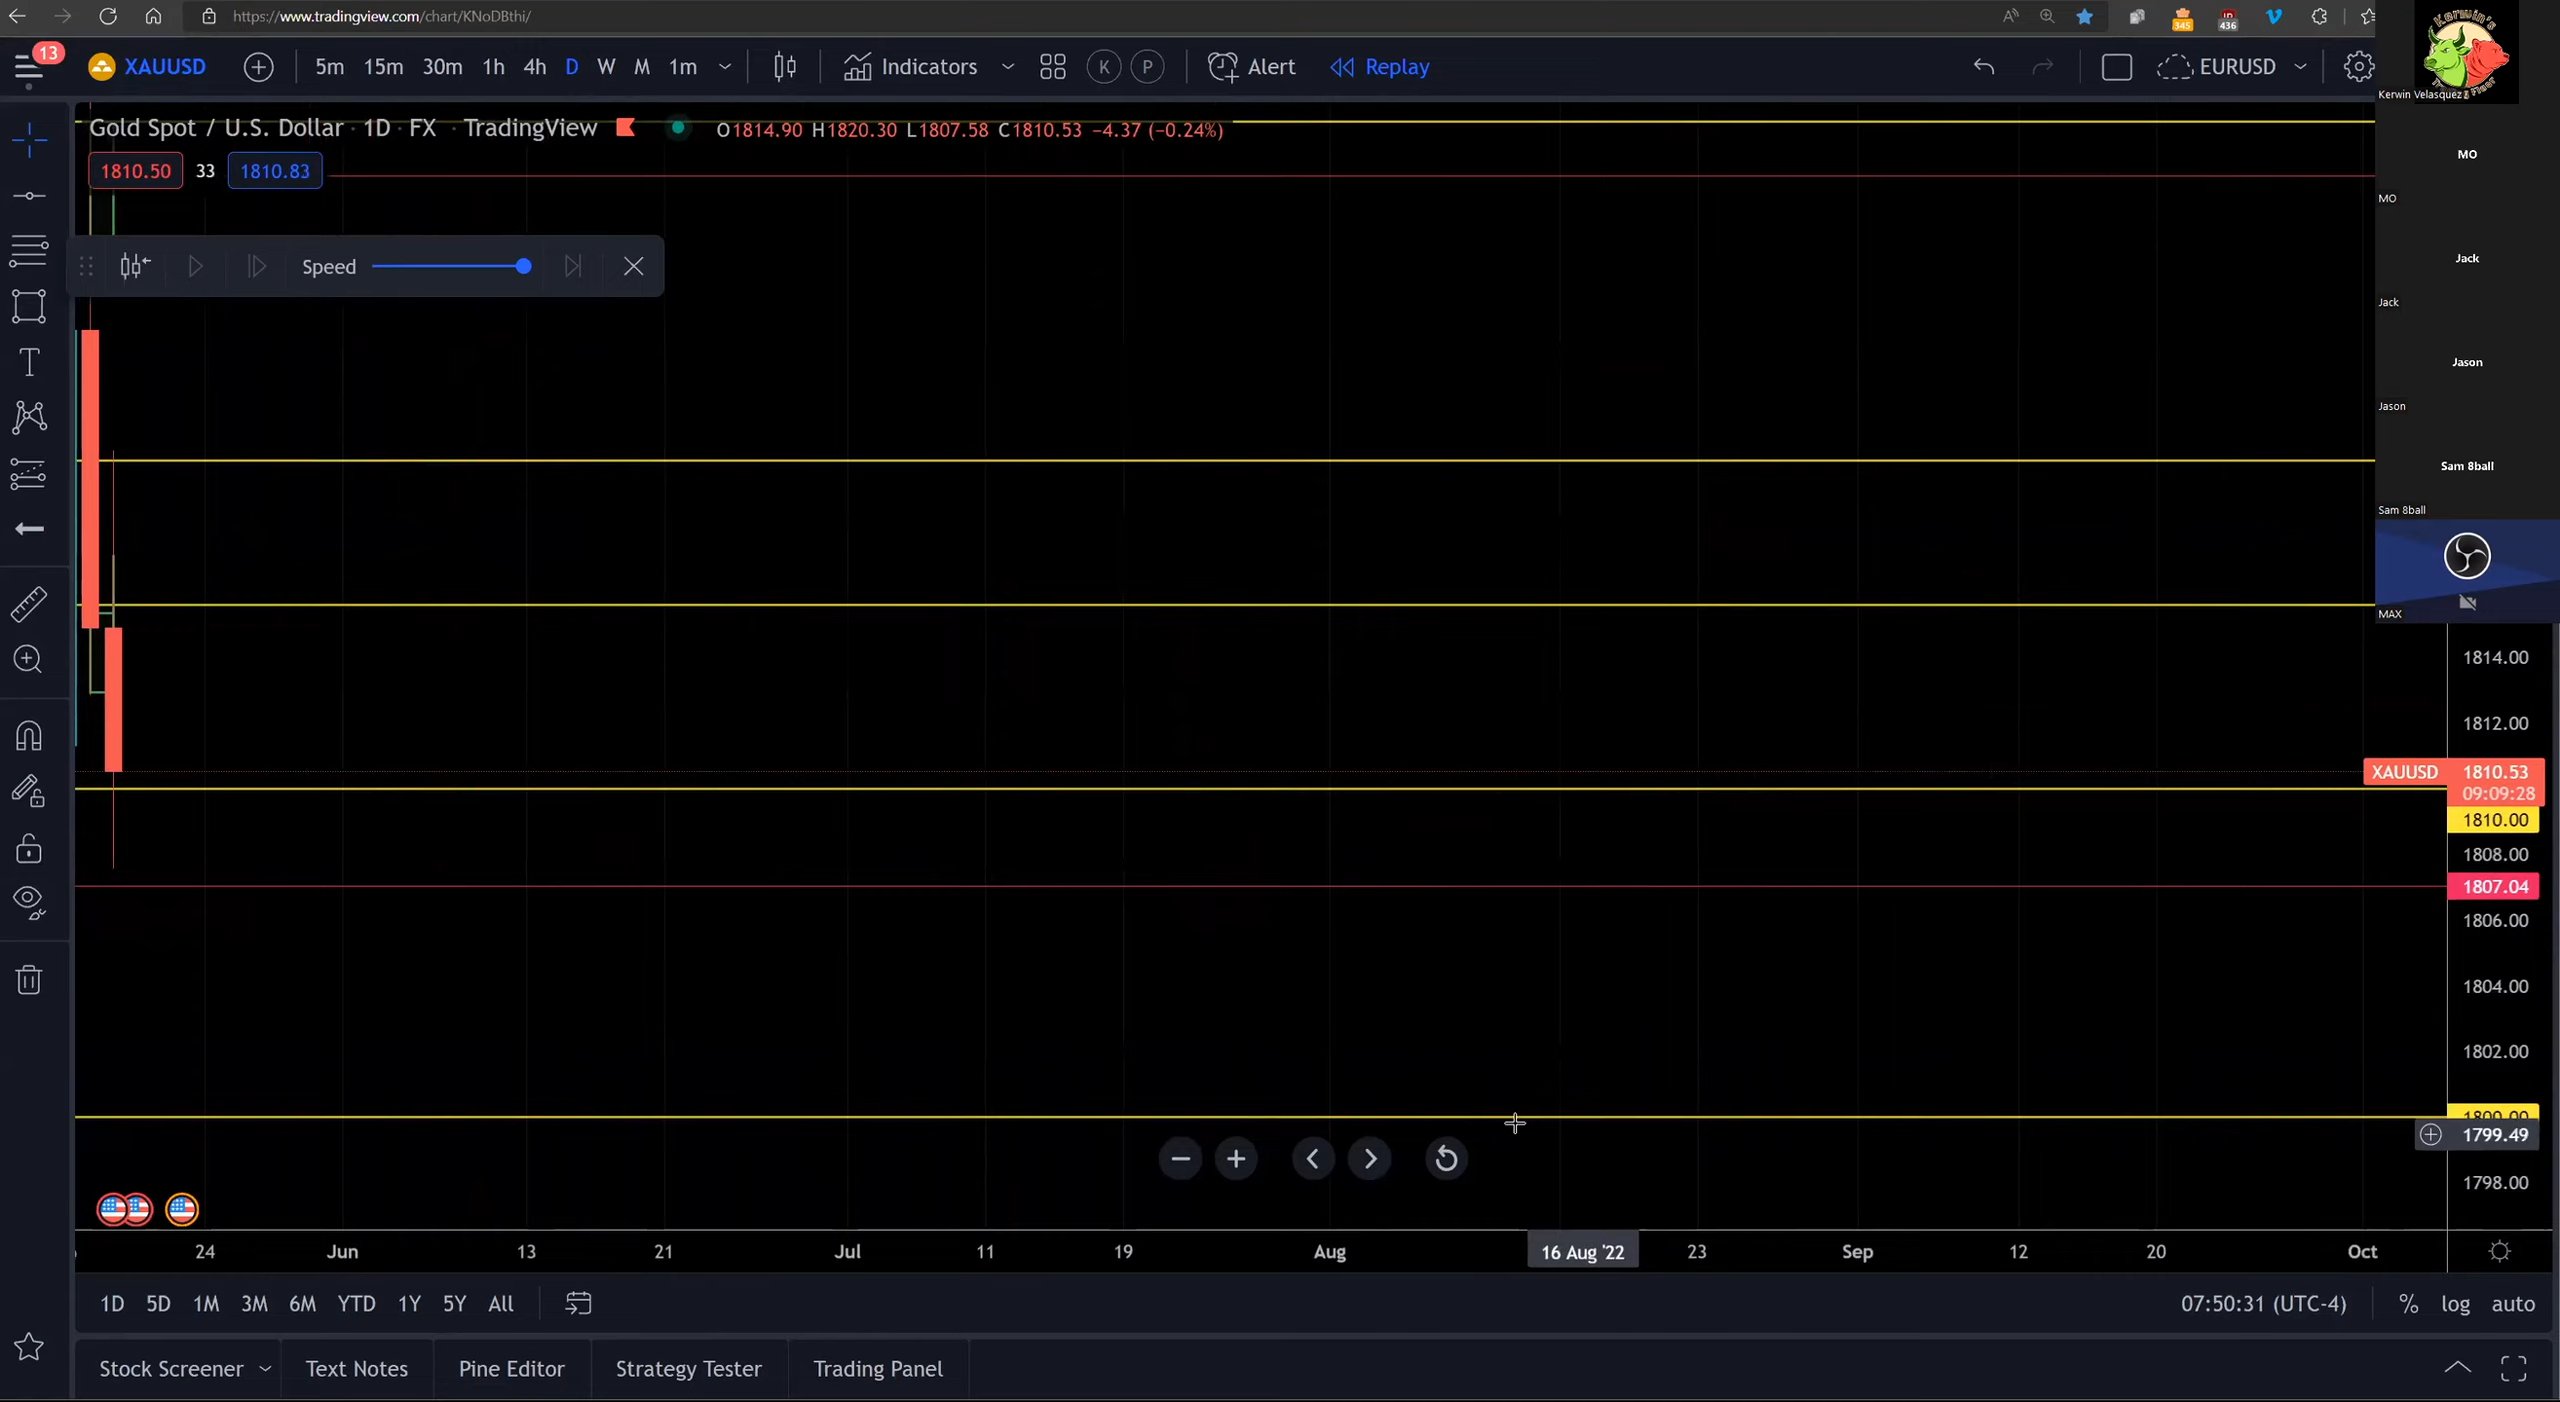 https://www.tradingview.com/chart/KNoDBthi/
345
436
13
XAUUSD
5m 15m 30m 1h 4h D W M 1m
Indicators
K P
Alert
Replay
EURUSD
Kerwin's
Kerwin Velasquez
Gold Spot / U.S. Dollar · 1D · FX · TradingView
O1814.90 H1820.30 L1807.58 C1810.53 −4.37 (−0.24%)
1810.50 33 1810.83
Speed
MO
MO
Jack
Jack
Jason
Jason
Sam 8ball
Sam 8ball
MAX
1814.00
1812.00
XAUUSD 1810.53
09:09:28
1810.00
1808.00
1807.04
1806.00
1804.00
1802.00
1800.00
1799.49
1798.00
24 Jun 13 21 Jul 11 19 Aug 16 Aug '22 23 Sep 12 20 Oct
1D 5D 1M 3M 6M YTD 1Y 5Y All
07:50:31 (UTC-4) % log auto
Stock Screener Text Notes Pine Editor Strategy Tester Trading Panel